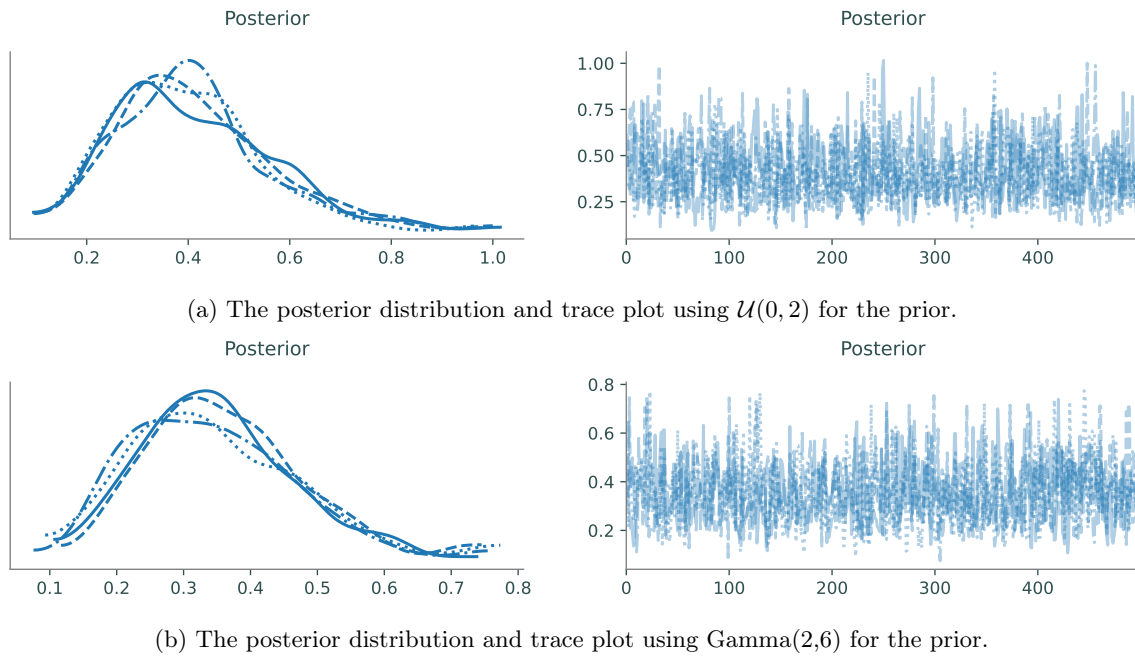 Posterior Posterior
1.00
0.75
0.50
0.25
0.2 0.4 0.6 0.8 1.0 0 100 200 300 400
(a) The posterior distribution and trace plot using 𝒰(0, 2) for the prior.
Posterior Posterior
0.8
0.6
0.4
0.2
0.1 0.2 0.3 0.4 0.5 0.6 0.7 0.8 0 100 200 300 400
(b) The posterior distribution and trace plot using Gamma(2,6) for the prior.